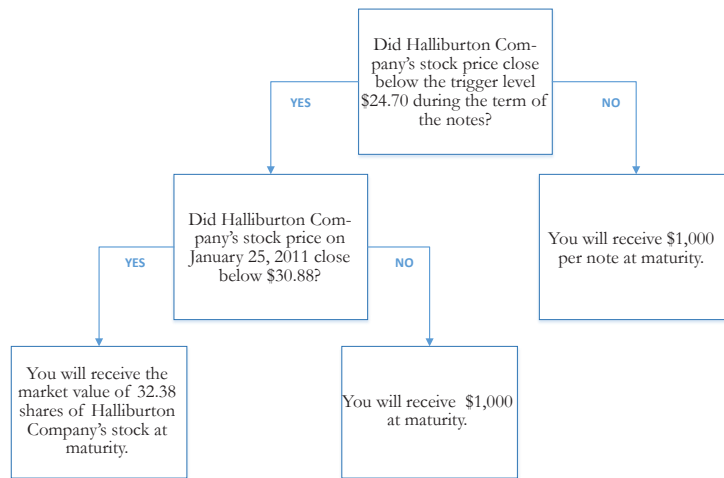 Did Halliburton Com-
pany's stock price close
below the trigger level
$24.70 during the term of
the notes?
YES
NO
Did Halliburton Com-
pany's stock price on
January 25, 2011 close
below $30.88?
You will receive $1,000
per note at maturity.
YES
NO
You will receive the
market value of 32.38
shares of Halliburton
Company's stock at
maturity.
You will receive $1,000
at maturity.